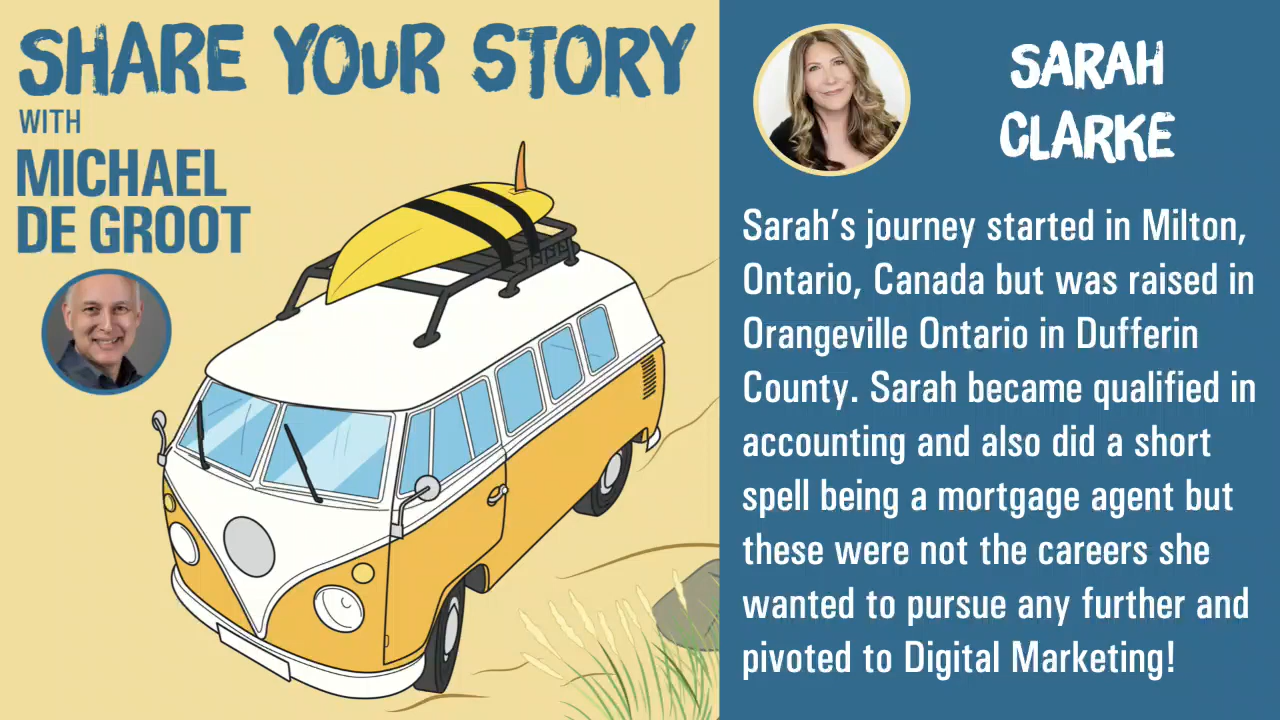 SHARE YOUR STORY
WITH
MICHAEL
DE GROOT
SARAH
CLARKE
Sarah’s journey started in Milton,
Ontario, Canada but was raised in
Orangeville Ontario in Dufferin
County. Sarah became qualified in
accounting and also did a short
spell being a mortgage agent but
these were not the careers she
wanted to pursue any further and
pivoted to Digital Marketing!